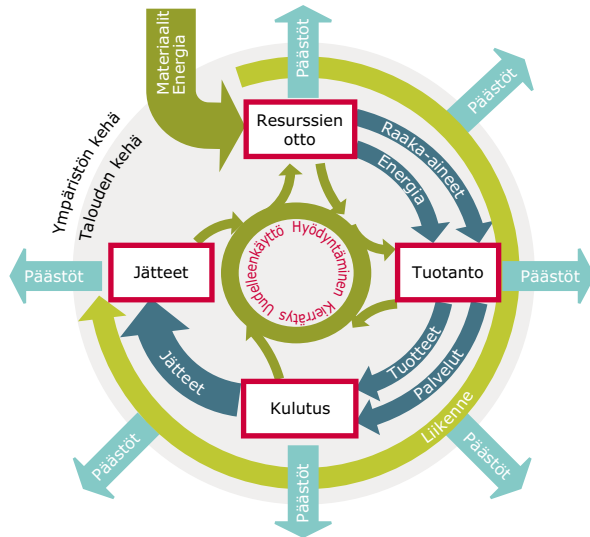 Materiaalit
Energia
Päästöt
Päästöt
Ympäristön kehä
Talouden kehä
Resurssien
otto
Raaka-aineet
Energia
Uudelleenkäyttö Hyödyntäminen Kierrätys
Päästöt
Jätteet
Tuotanto
Päästöt
Jätteet
Tuotteet
Palvelut
Kulutus
Liikenne
Päästöt
Päästöt
Päästöt